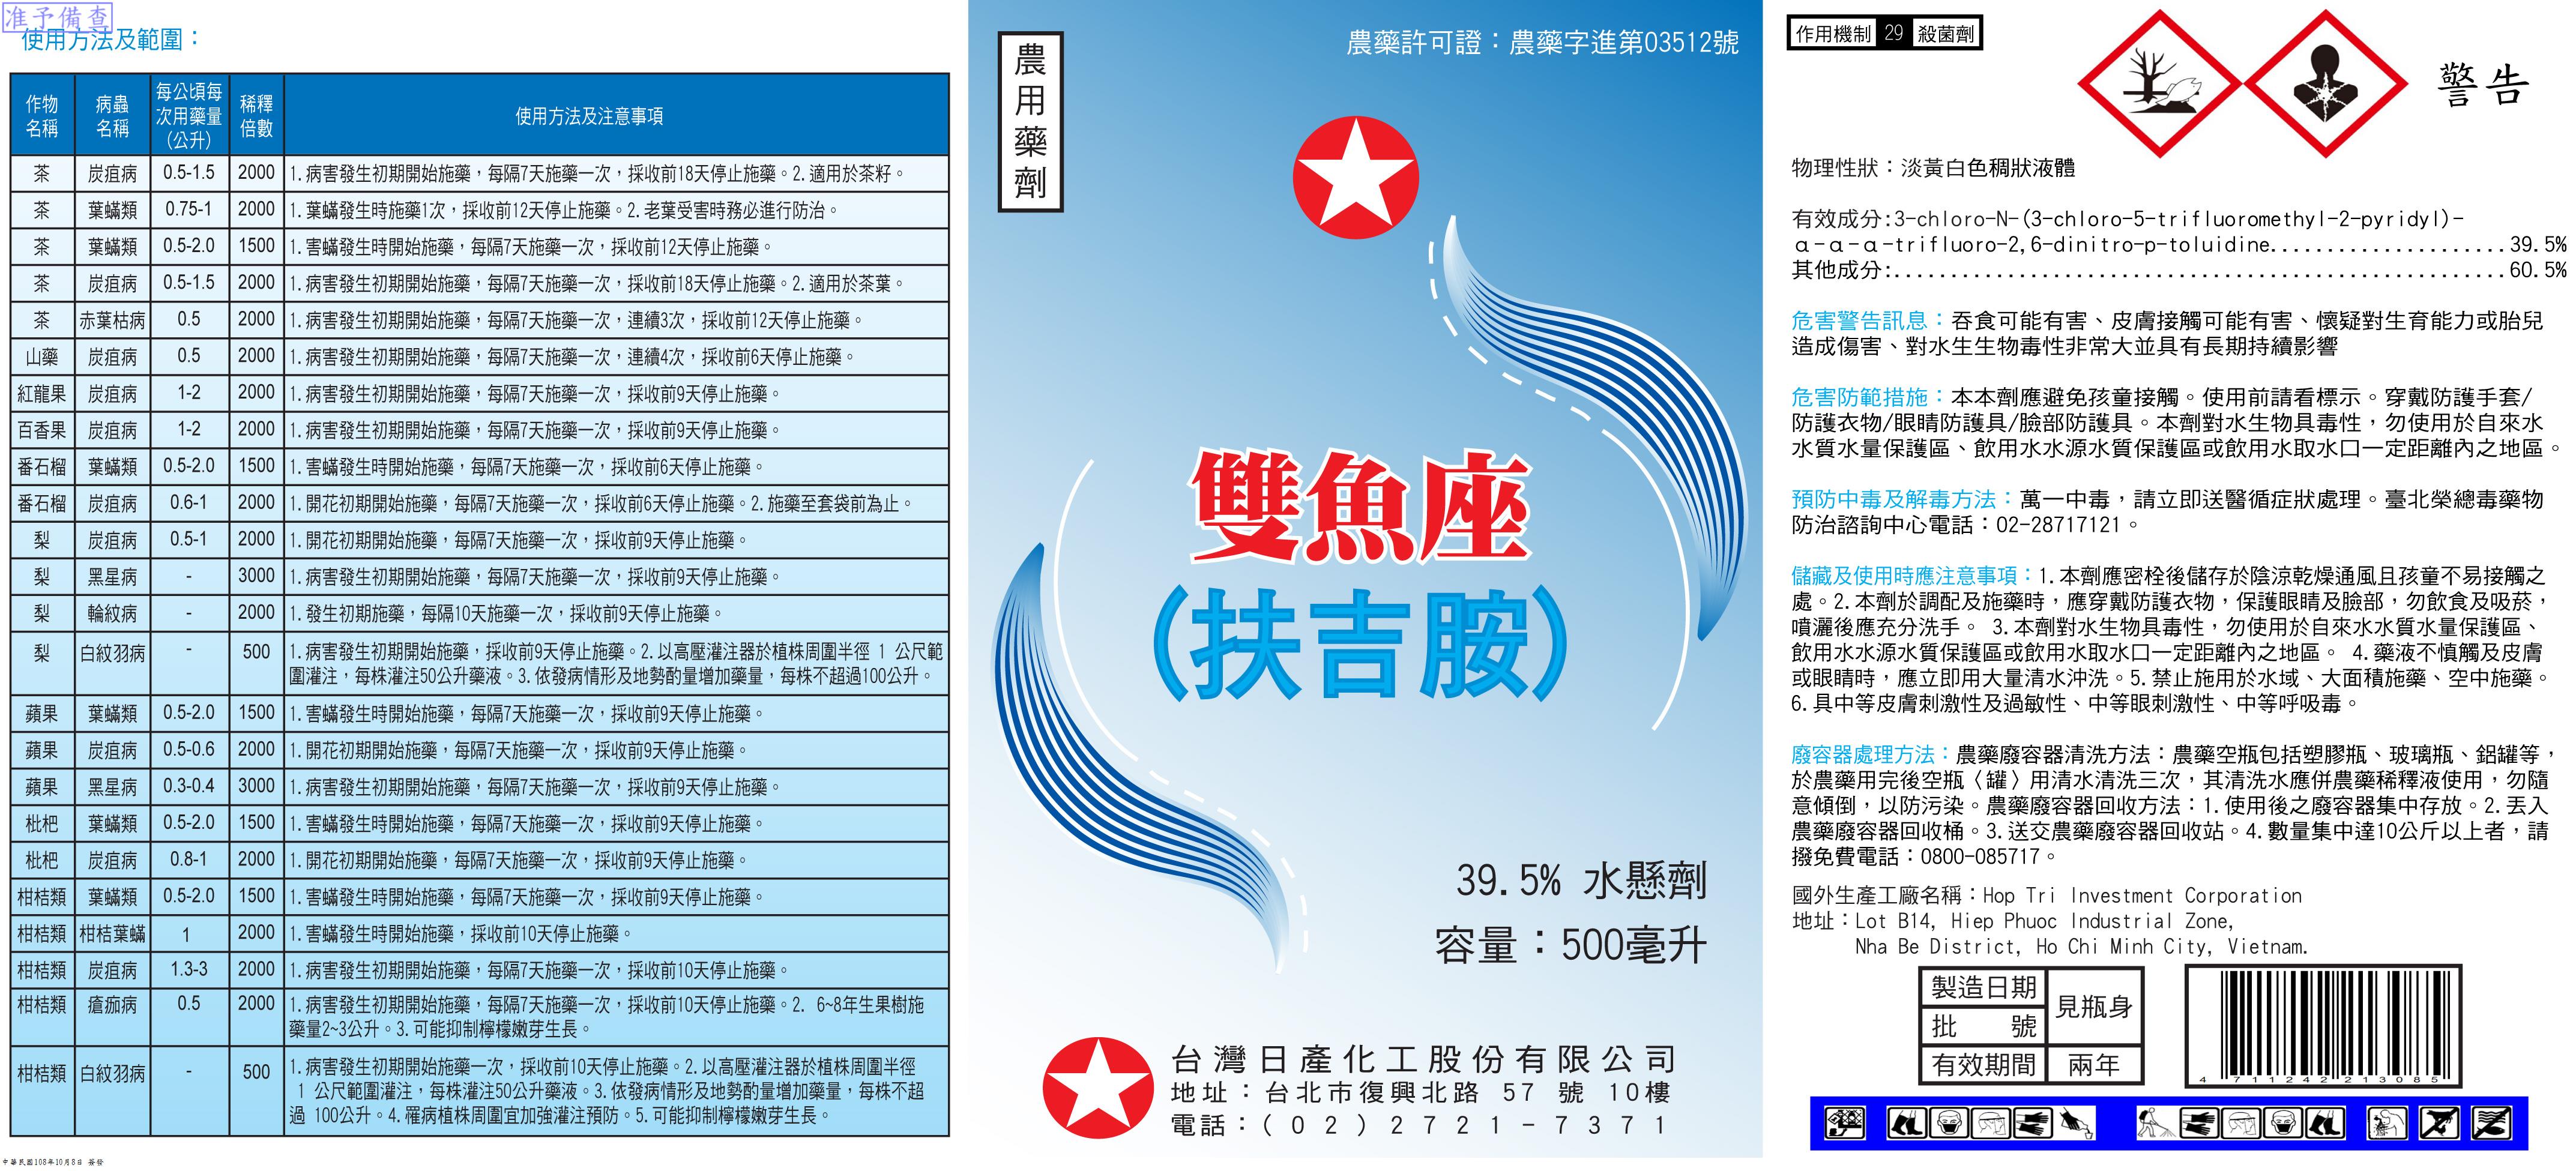 准予備查
使用方法及範圍：
作物名稱 病蟲名稱 每公頃每次用藥量(公升) 稀釋倍數 使用方法及注意事項
茶 炭疽病 0.5-1.5 2000 1.病害發生初期開始施藥，每隔7天施藥一次，採收前18天停止施藥。2.適用於茶籽。
茶 葉蟎類 0.75-1 2000 1.葉蟎發生時施藥1次，採收前12天停止施藥。2.老葉受害時務必進行防治。
茶 葉蟎類 0.5-2.0 1500 1.害蟎發生時開始施藥，每隔7天施藥一次，採收前12天停止施藥。
茶 炭疽病 0.5-1.5 2000 1.病害發生初期開始施藥，每隔7天施藥一次，採收前18天停止施藥。2.適用於茶葉。
茶 赤葉枯病 0.5 2000 1.病害發生初期開始施藥，每隔7天施藥一次，連續3次，採收前12天停止施藥。
山藥 炭疽病 0.5 2000 1.病害發生初期開始施藥，每隔7天施藥一次，連續4次，採收前6天停止施藥。
紅龍果 炭疽病 1-2 2000 1.病害發生初期開始施藥，每隔7天施藥一次，採收前9天停止施藥。
百香果 炭疽病 1-2 2000 1.病害發生初期開始施藥，每隔7天施藥一次，採收前9天停止施藥。
番石榴 葉蟎類 0.5-2.0 1500 1.害蟎發生時開始施藥，每隔7天施藥一次，採收前6天停止施藥。
番石榴 炭疽病 0.6-1 2000 1.開花初期開始施藥，每隔7天施藥一次，採收前6天停止施藥。2.施藥至套袋前為止。
梨 炭疽病 0.5-1 2000 1.開花初期開始施藥，每隔7天施藥一次，採收前9天停止施藥。
梨 黑星病 - 3000 1.病害發生初期開始施藥，每隔7天施藥一次，採收前9天停止施藥。
梨 輪紋病 - 2000 1.發生初期施藥，每隔10天施藥一次，採收前9天停止施藥。
梨 白紋羽病 - 500 1.病害發生初期開始施藥，採收前9天停止施藥。2.以高壓灌注器於植株周圍半徑 1 公尺範
圍灌注，每株灌注50公升藥液。3.依發病情形及地勢酌量增加藥量，每株不超過100公升。
蘋果 葉蟎類 0.5-2.0 1500 1.害蟎發生時開始施藥，每隔7天施藥一次，採收前9天停止施藥。
蘋果 炭疽病 0.5-0.6 2000 1.開花初期開始施藥，每隔7天施藥一次，採收前9天停止施藥。
蘋果 黑星病 0.3-0.4 3000 1.病害發生初期開始施藥，每隔7天施藥一次，採收前9天停止施藥。
枇杷 葉蟎類 0.5-2.0 1500 1.害蟎發生時開始施藥，每隔7天施藥一次，採收前9天停止施藥。
枇杷 炭疽病 0.8-1 2000 1.開花初期開始施藥，每隔7天施藥一次，採收前9天停止施藥。
柑桔類 葉蟎類 0.5-2.0 1500 1.害蟎發生時開始施藥，每隔7天施藥一次，採收前9天停止施藥。
柑桔類 柑桔葉蟎 1 2000 1.害蟎發生時開始施藥，採收前10天停止施藥。
柑桔類 炭疽病 1.3-3 2000 1.病害發生初期開始施藥，每隔7天施藥一次，採收前10天停止施藥。
柑桔類 瘡痂病 0.5 2000 1.病害發生初期開始施藥，每隔7天施藥一次，採收前10天停止施藥。2. 6~8年生果樹施
藥量2~3公升。3.可能抑制檸檬嫩芽生長。
柑桔類 白紋羽病 - 500 1.病害發生初期開始施藥一次，採收前10天停止施藥。2.以高壓灌注器於植株周圍半徑
1 公尺範圍灌注，每株灌注50公升藥液。3.依發病情形及地勢酌量增加藥量，每株不超
過 100公升。4.罹病植株周圍宜加強灌注預防。5.可能抑制檸檬嫩芽生長。
中華民國108年10月8日 簽發
農用藥劑
農藥許可證：農藥字進第03512號
雙魚座
(扶吉胺)
39.5% 水懸劑
容量：500毫升
台灣日產化工股份有限公司
地址：台北市復興北路 57 號 10樓
電話：(02)2721-7371
作用機制 29 殺菌劑
警告
物理性狀：淡黃白色稠狀液體
有效成分:3-chloro-N-(3-chloro-5-trifluoromethyl-2-pyridyl)-
α-α-α-trifluoro-2,6-dinitro-p-toluidine.....................39.5%
其他成分:......................................................60.5%
危害警告訊息：吞食可能有害、皮膚接觸可能有害、懷疑對生育能力或胎兒
造成傷害、對水生生物毒性非常大並具有長期持續影響
危害防範措施：本本劑應避免孩童接觸。使用前請看標示。穿戴防護手套/
防護衣物/眼睛防護具/臉部防護具。本劑對水生物具毒性，勿使用於自來水
水質水量保護區、飲用水水源水質保護區或飲用水取水口一定距離內之地區。
預防中毒及解毒方法：萬一中毒，請立即送醫循症狀處理。臺北榮總毒藥物
防治諮詢中心電話：02-28717121。
儲藏及使用時應注意事項：1.本劑應密栓後儲存於陰涼乾燥通風且孩童不易接觸之
處。2.本劑於調配及施藥時，應穿戴防護衣物，保護眼睛及臉部，勿飲食及吸菸，
噴灑後應充分洗手。 3.本劑對水生物具毒性，勿使用於自來水水質水量保護區、
飲用水水源水質保護區或飲用水取水口一定距離內之地區。 4.藥液不慎觸及皮膚
或眼睛時，應立即用大量清水沖洗。5.禁止施用於水域、大面積施藥、空中施藥。
6.具中等皮膚刺激性及過敏性、中等眼刺激性、中等呼吸毒。
廢容器處理方法：農藥廢容器清洗方法：農藥空瓶包括塑膠瓶、玻璃瓶、鋁罐等，
於農藥用完後空瓶〈罐〉用清水清洗三次，其清洗水應併農藥稀釋液使用，勿隨
意傾倒，以防污染。農藥廢容器回收方法：1.使用後之廢容器集中存放。2.丟入
農藥廢容器回收桶。3.送交農藥廢容器回收站。4.數量集中達10公斤以上者，請
撥免費電話：0800-085717。
國外生產工廠名稱：Hop Tri Investment Corporation
地址：Lot B14, Hiep Phuoc Industrial Zone,
Nha Be District, Ho Chi Minh City, Vietnam.
製造日期 見瓶身
批 號
有效期間 兩年
4 711242 213085